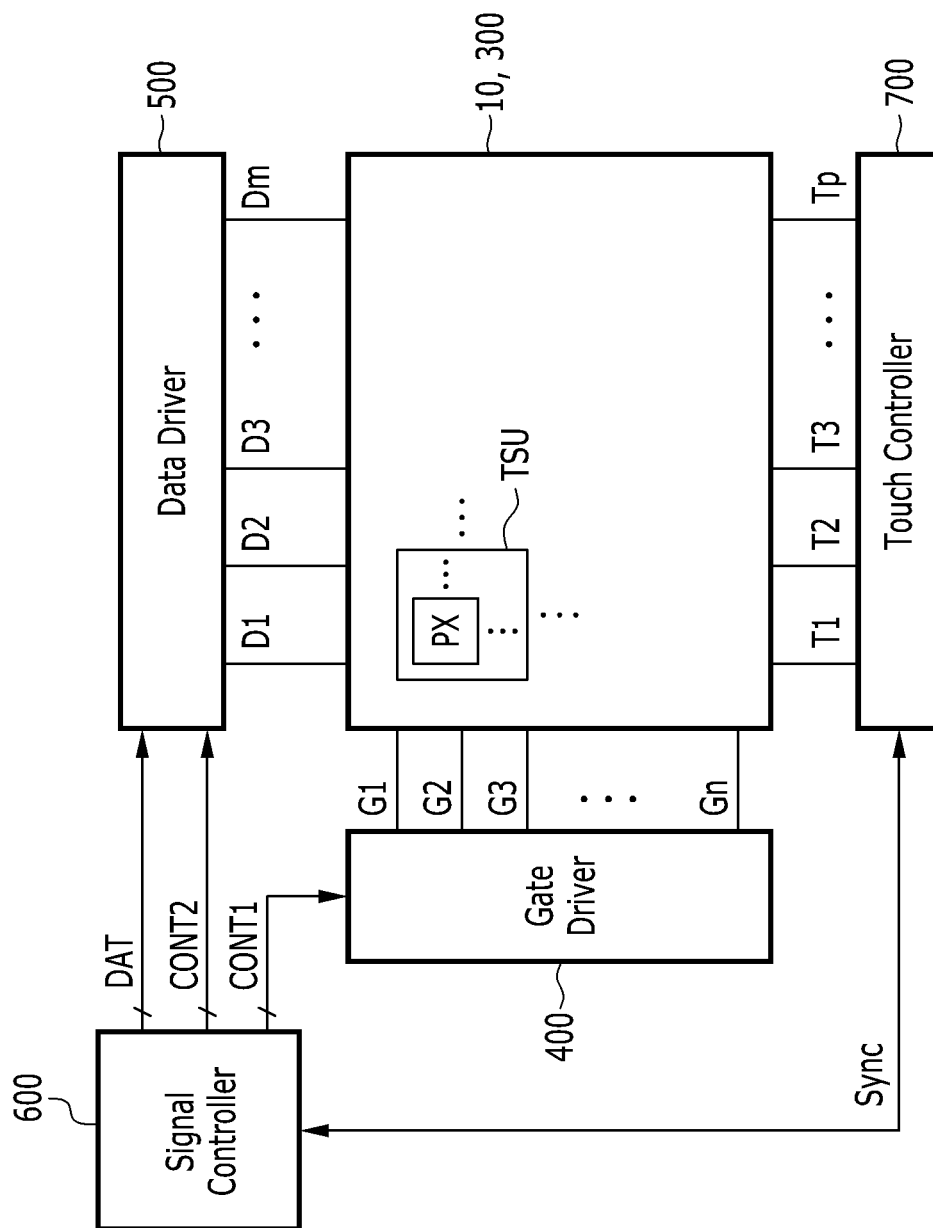 600
Signal
Controller
DAT
CONT2
CONT1
Sync
500
Data Driver
D1
D2
D3
. . .
Dm
400
Gate
Driver
G1
G2
G3
. . .
Gn
10, 300
PX
TSU
T1
T2
T3
. . .
Tp
700
Touch Controller